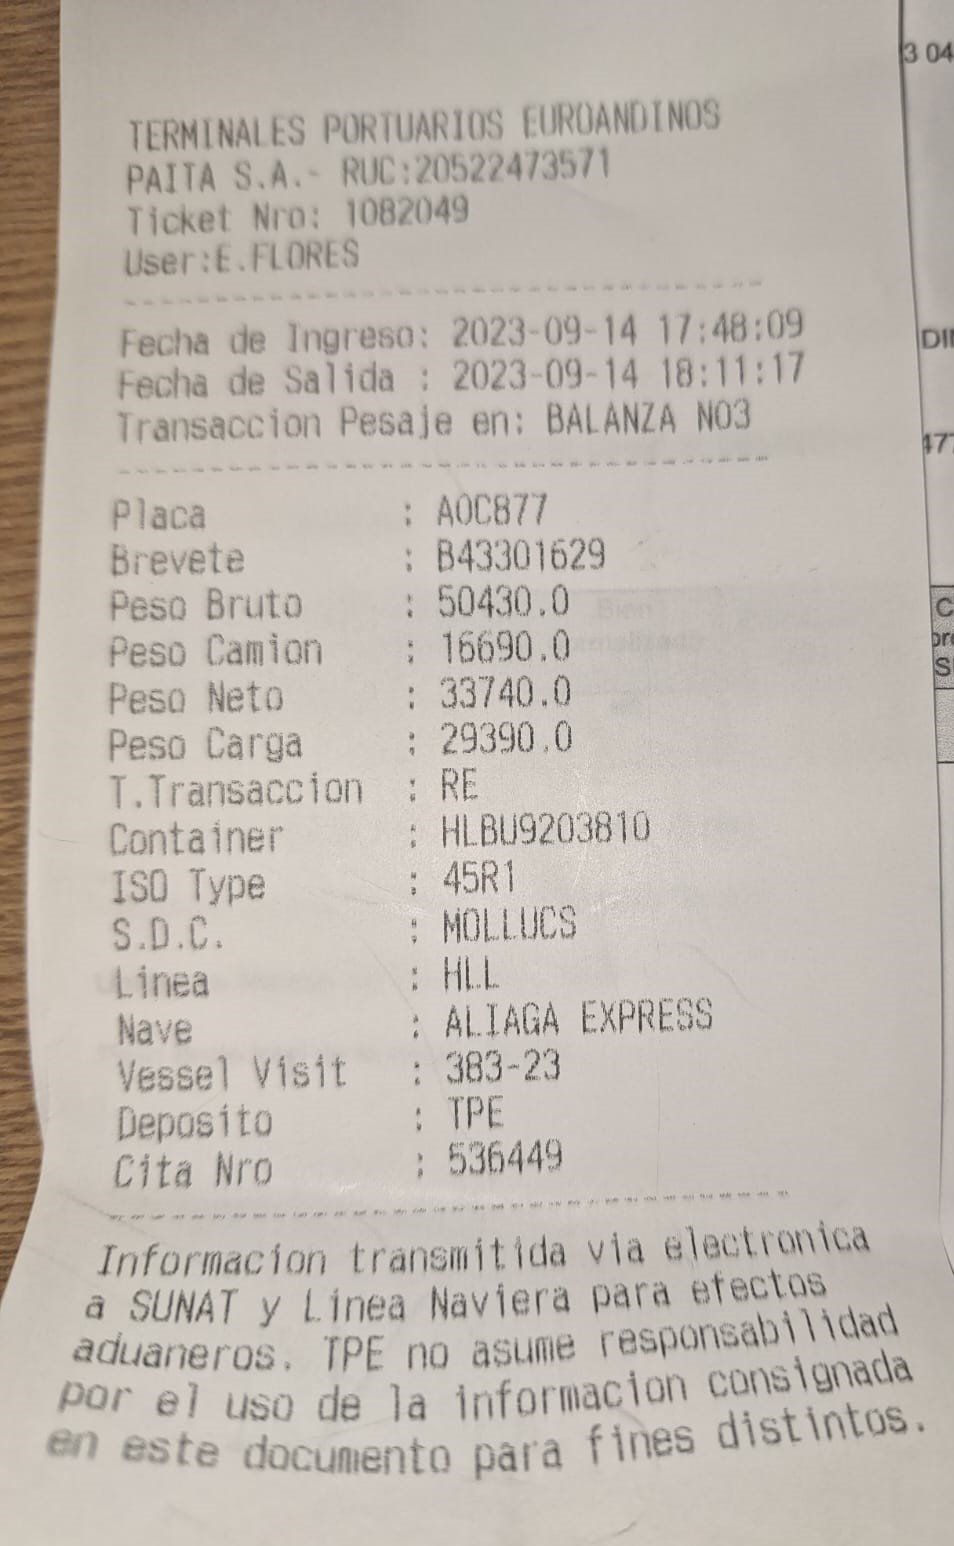 TERMINALES PORTUARIOS EUROANDINOS
PAITA S.A.- RUC:20522473571
Ticket Nro: 1082049
User:E.FLORES
Fecha de Ingreso: 2023-09-14 17:48:09
Fecha de Salida : 2023-09-14 18:11:17
Transaccion Pesaje en: BALANZA NO3
Placa : A0C877
Brevete : B43301629
Peso Bruto : 50430.0
Peso Camion : 16690.0
Peso Neto : 33740.0
Peso Carga : 29390.0
T.Transaccion : RE
Container : HLBU9203810
ISO Type : 45R1
S.D.C. : MOLLUCS
Linea : HLL
Nave : ALIAGA EXPRESS
Vessel Visit : 383-23
Deposito : TPE
Cita Nro : 536449
Informacion transmitida via electronica
a SUNAT y Linea Naviera para efectos
aduaneros. TPE no asume responsabilidad
por el uso de la informacion consignada
en este documento para fines distintos.
3 04